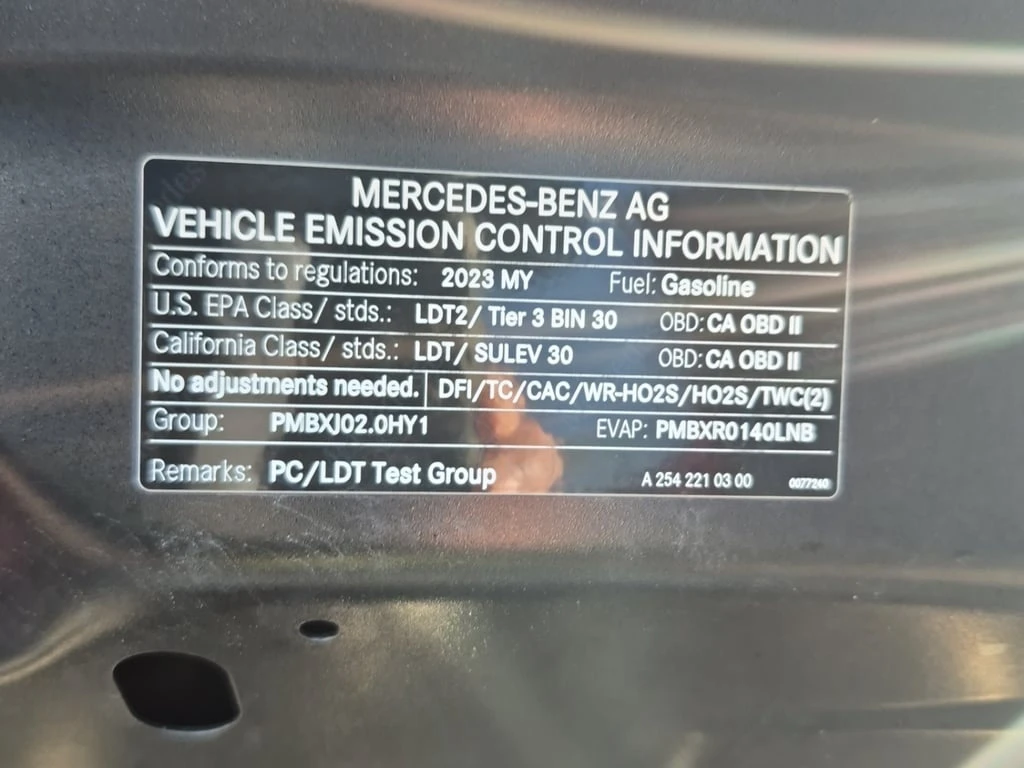 MERCEDES-BENZ AG
VEHICLE EMISSION CONTROL INFORMATION
Conforms to regulations: 2023 MY Fuel: Gasoline
U.S. EPA Class/ stds.: LDT2/ Tier 3 BIN 30 OBD: CA OBD II
California Class/ stds.: LDT/ SULEV 30 OBD: CA OBD II
No adjustments needed. DFI/TC/CAC/WR-HO2S/HO2S/TWC(2)
Group: PMBXJ02.0HY1 EVAP: PMBXR0140LNB
Remarks: PC/LDT Test Group A 254 221 03 00 0077240